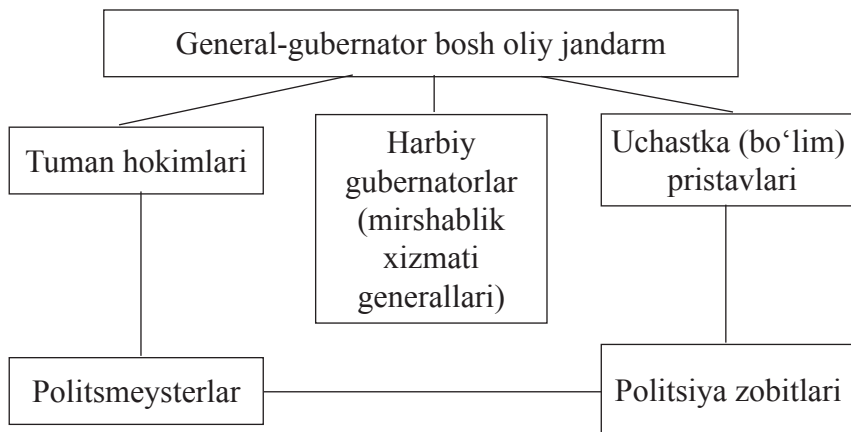 General-gubernator bosh oliy jandarm
Tuman hokimlari
Harbiy
gubernatorlar
(mirshablik
xizmati
generallari)
Uchastka (bo‘lim)
pristavlari
Politsmeysterlar
Politsiya zobitlari